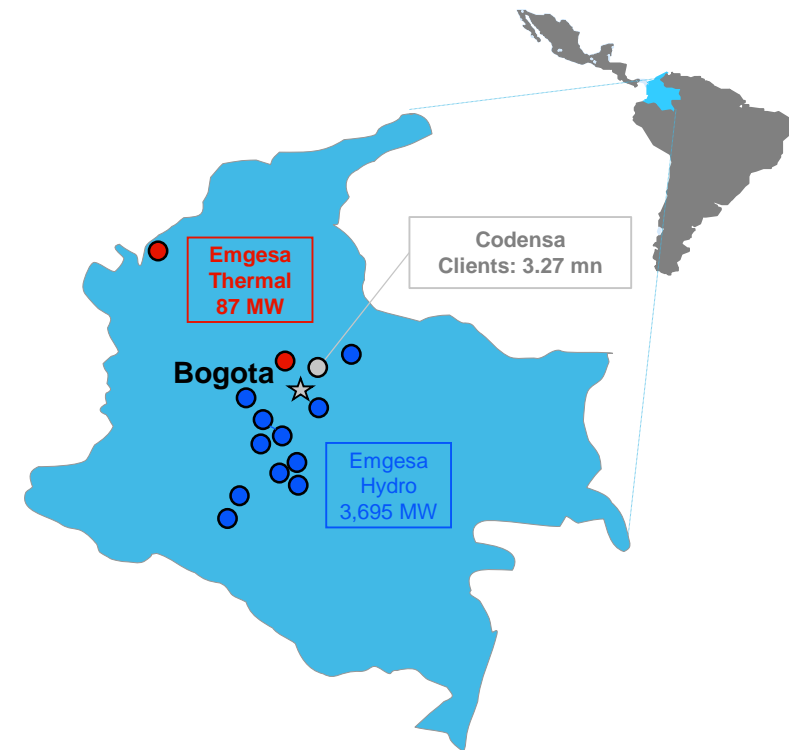 Codensa
Clients: 3.27 mn
Emgesa
Thermal
87 MW
Bogota
Emgesa
Hydro
3,695 MW